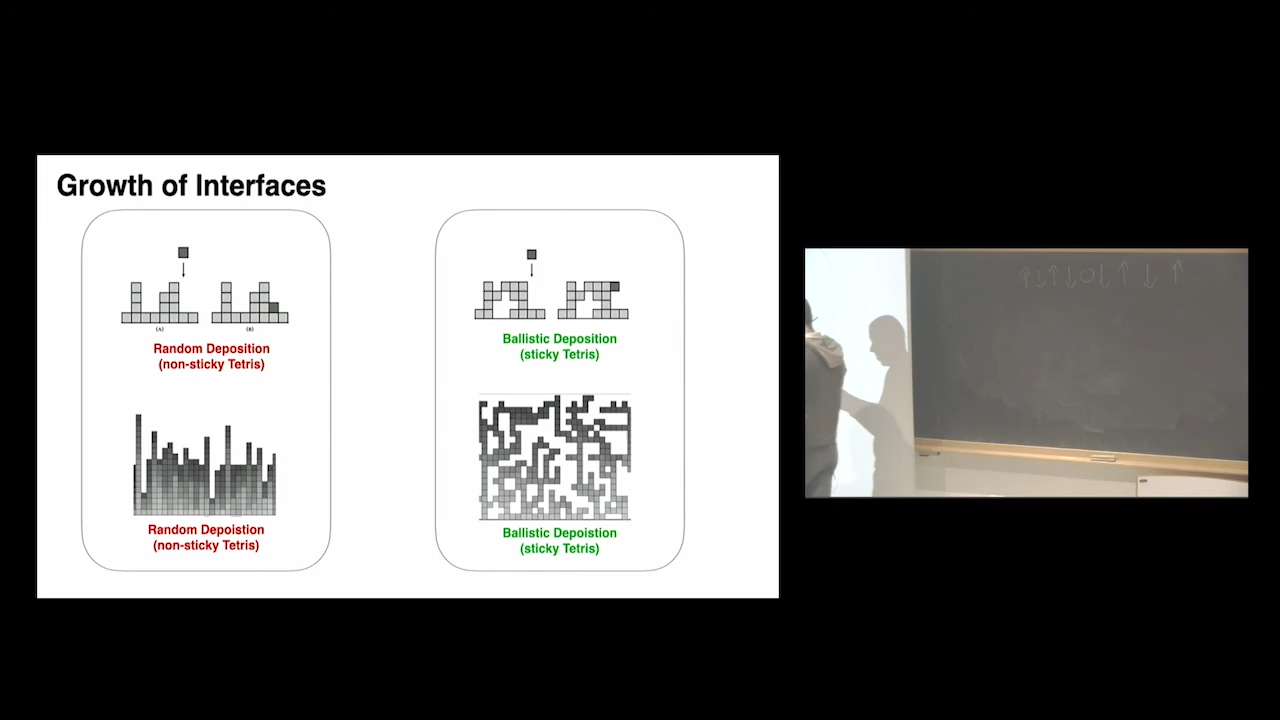 Growth of Interfaces
(A)
(B)
Random Deposition
(non-sticky Tetris)
Random Depoistion
(non-sticky Tetris)
Ballistic Deposition
(sticky Tetris)
Ballistic Depoistion
(sticky Tetris)
↑↓↑↓O↓↑↓↑